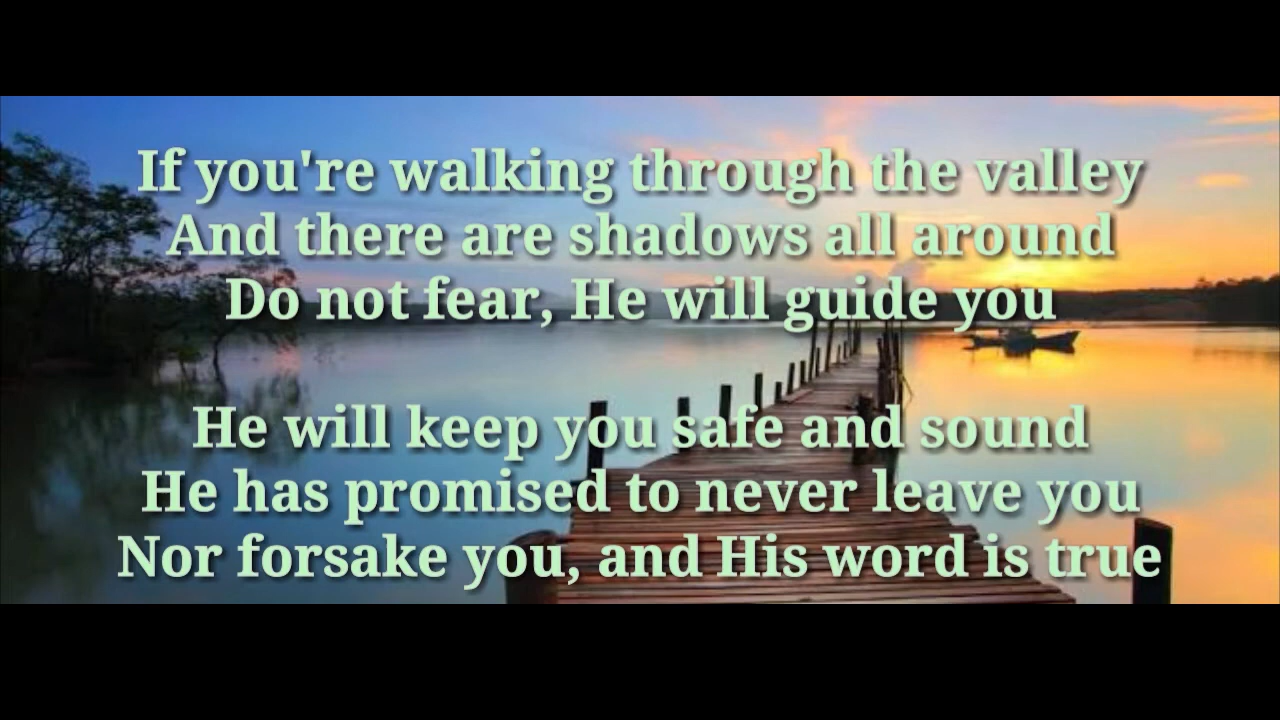 If you're walking through the valley
And there are shadows all around
Do not fear, He will guide you
He will keep you safe and sound
He has promised to never leave you
Nor forsake you, and His word is true